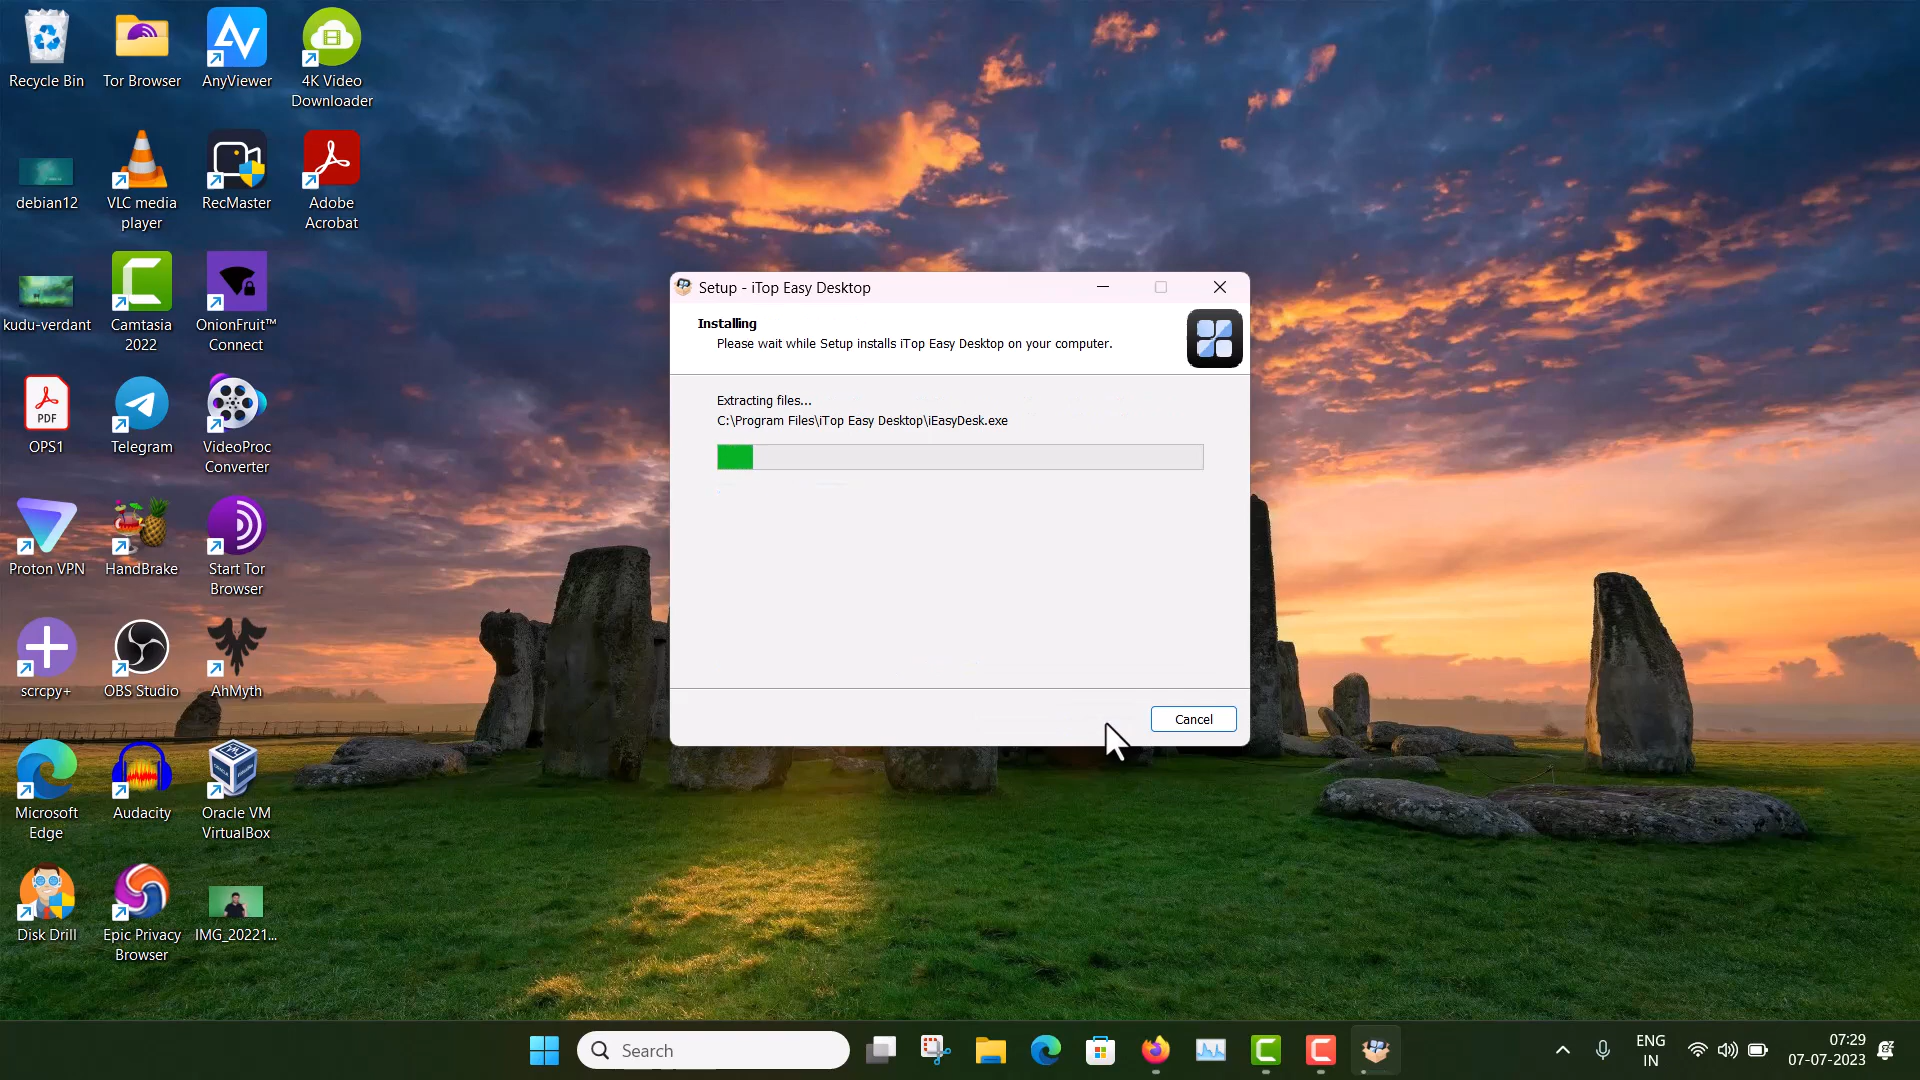 Recycle Bin
Tor Browser
AnyViewer
4K Video
Downloader
debian12
VLC media
player
RecMaster
Adobe
Acrobat
kudu-verdant
Camtasia
2022
OnionFruit™
Connect
PDF
OPS1
Telegram
VideoProc
Converter
Proton VPN
HandBrake
Start Tor
Browser
scrcpy+
OBS Studio
AhMyth
Microsoft
Edge
Audacity
Oracle VM
VirtualBox
Disk Drill
Epic Privacy
Browser
IMG_20221...
Setup - iTop Easy Desktop
Installing
Please wait while Setup installs iTop Easy Desktop on your computer.
Extracting files...
C:\Program Files\iTop Easy Desktop\iEasyDesk.exe
Cancel
Search
ENG
IN
07:29
07-07-2023